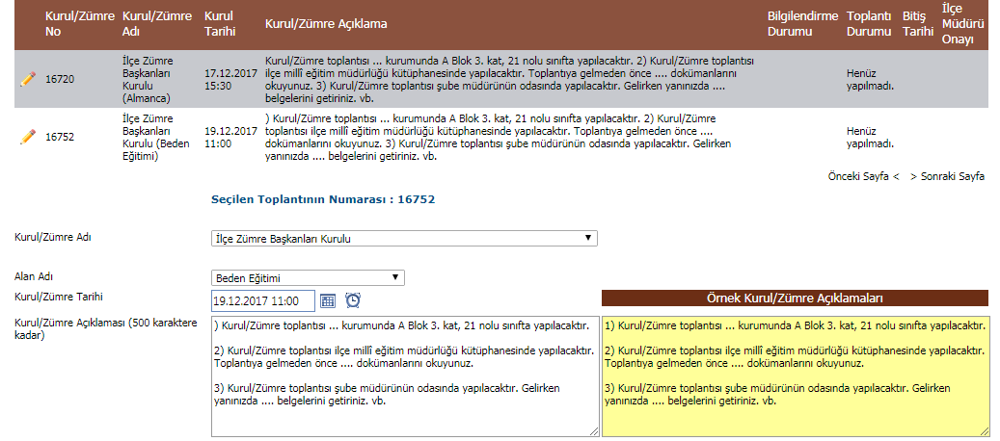 Kurul/Zümre No Kurul/Zümre Adı Kurul Tarihi Kurul/Zümre Açıklama Bilgilendirme Durumu Toplantı Durumu Bitiş Tarihi İlçe Müdürü Onayı
16720
İlçe Zümre
Başkanları
Kurulu
(Almanca)
17.12.2017
15:30
Kurul/Zümre toplantısı ... kurumunda A Blok 3. kat, 21 nolu sınıfta yapılacaktır. 2) Kurul/Zümre toplantısı
ilçe millî eğitim müdürlüğü kütüphanesinde yapılacaktır. Toplantıya gelmeden önce .... dokümanlarını
okuyunuz. 3) Kurul/Zümre toplantısı şube müdürünün odasında yapılacaktır. Gelirken yanınızda ....
belgelerini getiriniz. vb.
Henüz
yapılmadı.
16752
İlçe Zümre
Başkanları
Kurulu (Beden
Eğitimi)
19.12.2017
11:00
) Kurul/Zümre toplantısı ... kurumunda A Blok 3. kat, 21 nolu sınıfta yapılacaktır. 2) Kurul/Zümre
toplantısı ilçe millî eğitim müdürlüğü kütüphanesinde yapılacaktır. Toplantıya gelmeden önce ....
dokümanlarını okuyunuz. 3) Kurul/Zümre toplantısı şube müdürünün odasında yapılacaktır. Gelirken
yanınızda .... belgelerini getiriniz. vb.
Henüz
yapılmadı.
Önceki Sayfa < > Sonraki Sayfa
Seçilen Toplantının Numarası : 16752
Kurul/Zümre Adı
İlçe Zümre Başkanları Kurulu
Alan Adı
Beden Eğitimi
Kurul/Zümre Tarihi
19.12.2017 11:00
Örnek Kurul/Zümre Açıklamaları
Kurul/Zümre Açıklaması (500 karaktere
kadar)
) Kurul/Zümre toplantısı ... kurumunda A Blok 3. kat, 21 nolu sınıfta yapılacaktır.
2) Kurul/Zümre toplantısı ilçe millî eğitim müdürlüğü kütüphanesinde yapılacaktır.
Toplantıya gelmeden önce .... dokümanlarını okuyunuz.
3) Kurul/Zümre toplantısı şube müdürünün odasında yapılacaktır. Gelirken
yanınızda .... belgelerini getiriniz. vb.
1) Kurul/Zümre toplantısı ... kurumunda A Blok 3. kat, 21 nolu sınıfta yapılacaktır.
2) Kurul/Zümre toplantısı ilçe millî eğitim müdürlüğü kütüphanesinde yapılacaktır.
Toplantıya gelmeden önce .... dokümanlarını okuyunuz.
3) Kurul/Zümre toplantısı şube müdürünün odasında yapılacaktır. Gelirken
yanınızda .... belgelerini getiriniz. vb.